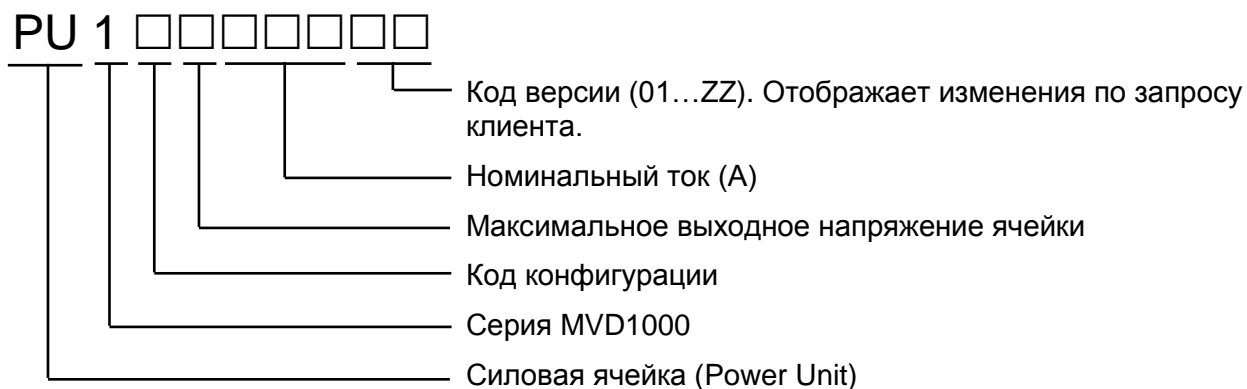 PU 1 □□□□□□□
Код версии (01…ZZ). Отображает изменения по запросу
клиента.
Номинальный ток (А)
Максимальное выходное напряжение ячейки
Код конфигурации
Серия MVD1000
Силовая ячейка (Power Unit)